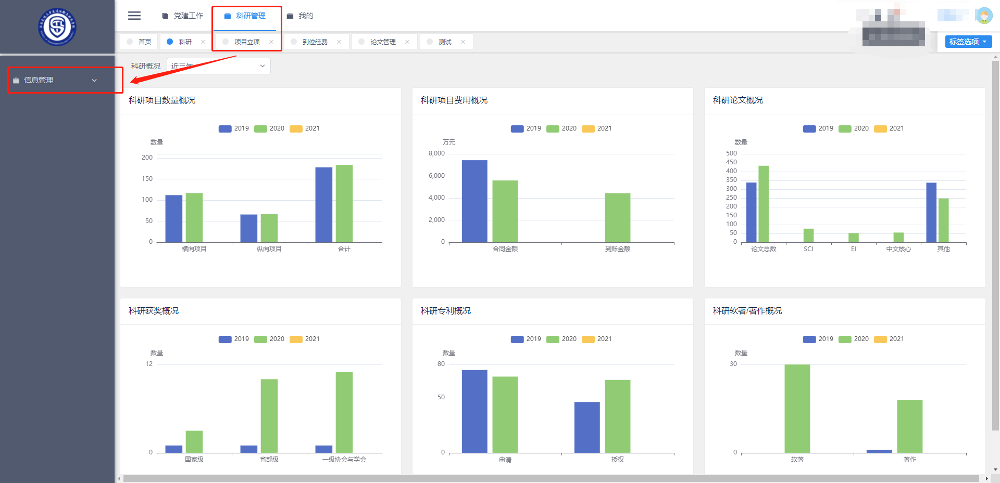 党建工作 科研管理 我的
首页 科研 项目立项 到位经费 论文管理 测试 标签选项
信息管理
科研概况 近三年
科研项目数量概况
2019 2020 2021
数量
200
150
100
50
0
横向项目 纵向项目 合计
科研项目费用概况
2019 2020 2021
万元
8,000
6,000
4,000
2,000
0
合同金额 到账金额
科研论文概况
2019 2020 2021
数量
500
450
400
350
300
250
200
150
100
50
0
论文总数 SCI EI 中文核心 其他
科研获奖概况
2019 2020 2021
数量
12
0
国家级 省部级 一级协会与学会
科研专利概况
2019 2020 2021
数量
80
50
0
申请 授权
科研软著/著作概况
2019 2020 2021
数量
30
0
软著 著作